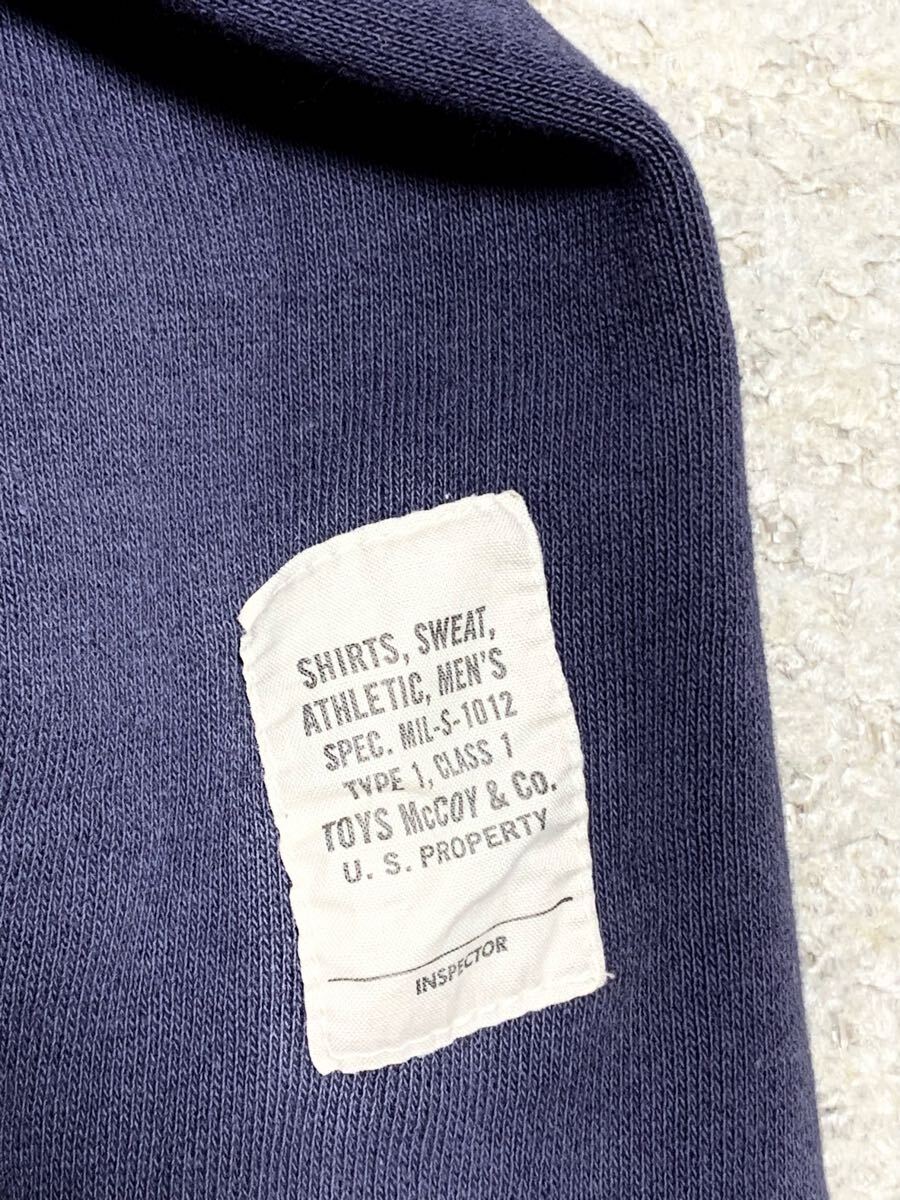 SHIRTS, SWEAT,
ATHLETIC, MEN'S
SPEC. MIL-S-1012
TYPE 1, CLASS 1
TOYS McCOY & Co.
U. S. PROPERTY
INSPECTOR